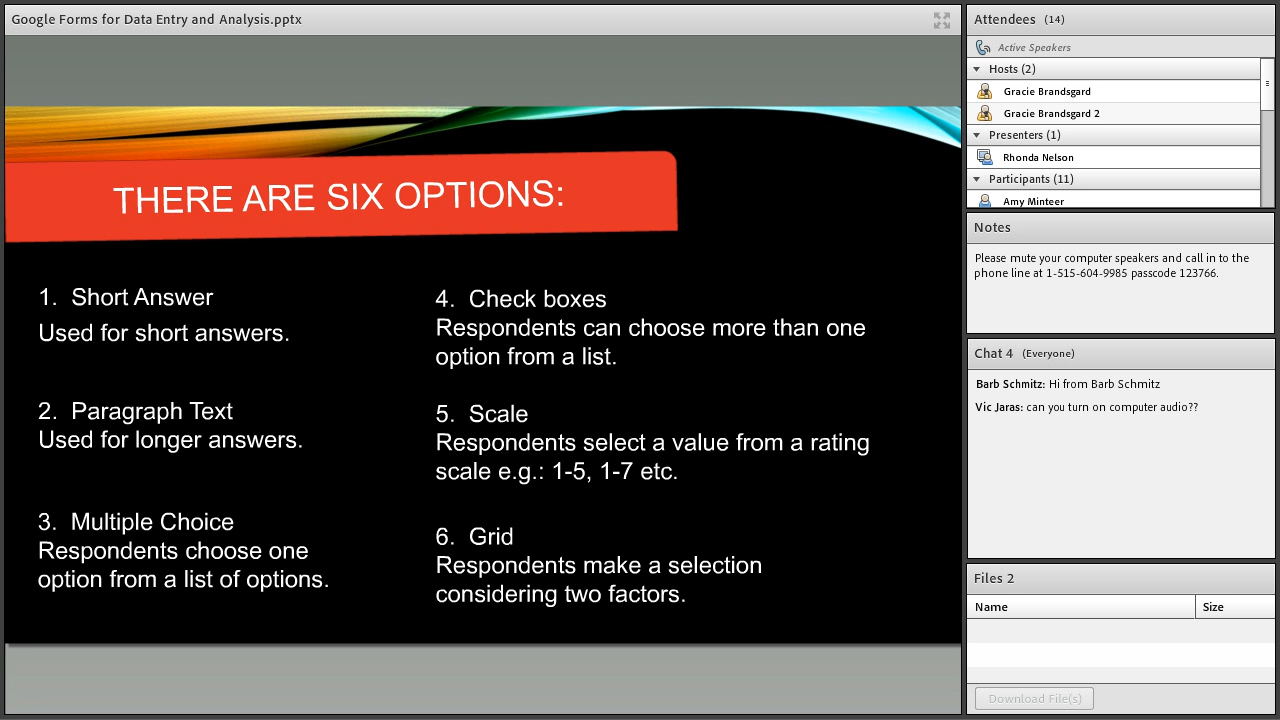 Google Forms for Data Entry and Analysis.pptx
THERE ARE SIX OPTIONS:
1. Short Answer
Used for short answers.
2. Paragraph Text
Used for longer answers.
3. Multiple Choice
Respondents choose one
option from a list of options.
4. Check boxes
Respondents can choose more than one
option from a list.
5. Scale
Respondents select a value from a rating
scale e.g.: 1-5, 1-7 etc.
6. Grid
Respondents make a selection
considering two factors.
Attendees (14)
Active Speakers
Hosts (2)
Gracie Brandsgard
Gracie Brandsgard 2
Presenters (1)
Rhonda Nelson
Participants (11)
Amy Minteer
Notes
Please mute your computer speakers and call in to the
phone line at 1-515-604-9985 passcode 123766.
Chat 4 (Everyone)
Barb Schmitz: Hi from Barb Schmitz
Vic Jaras: can you turn on computer audio??
Files 2
Name Size
Download File(s)